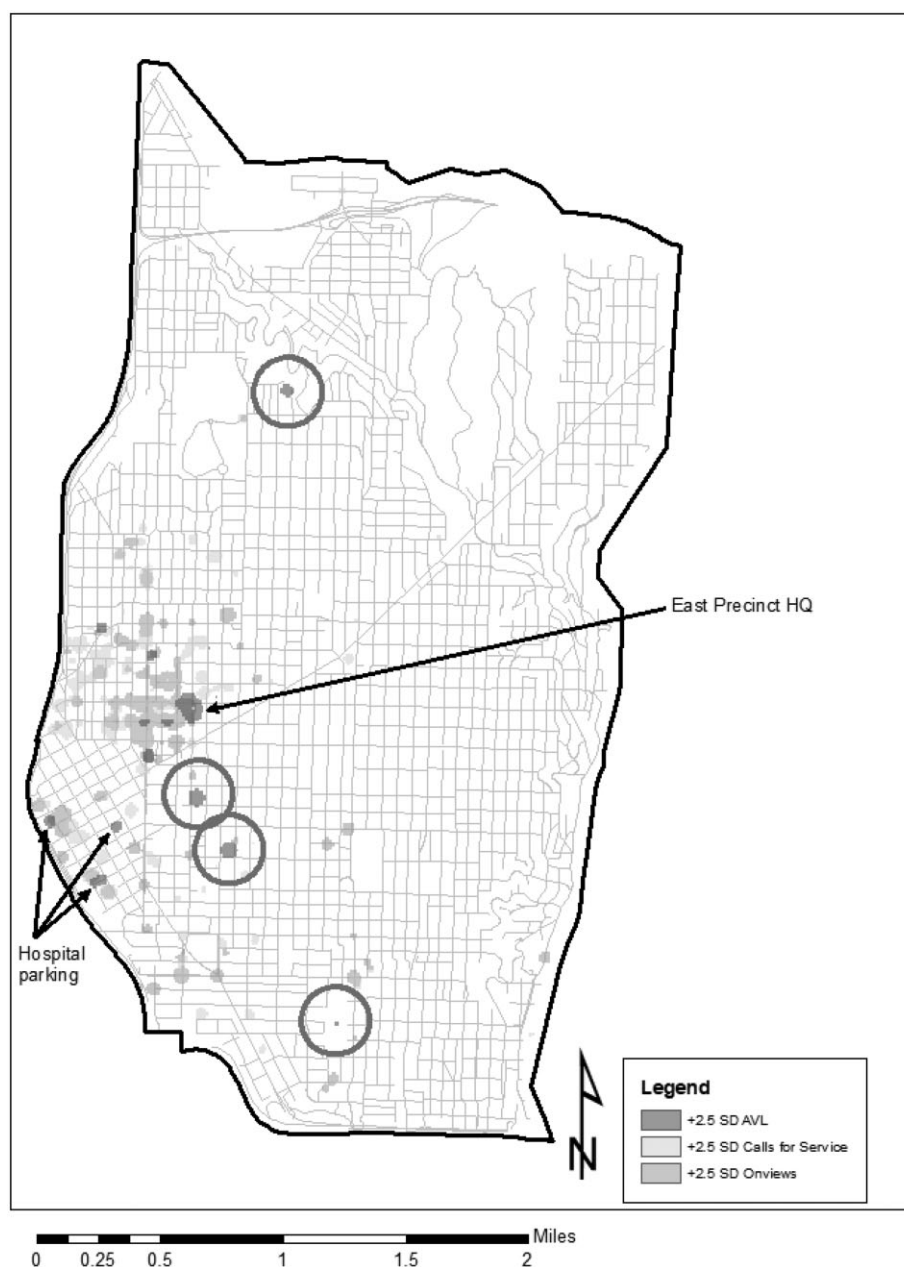 East Precinct HQ
Hospital
parking
N
Legend
+2.5 SD AVL
+2.5 SD Calls for Service
+2.5 SD Onviews
Miles
0 0.25 0.5 1 1.5 2